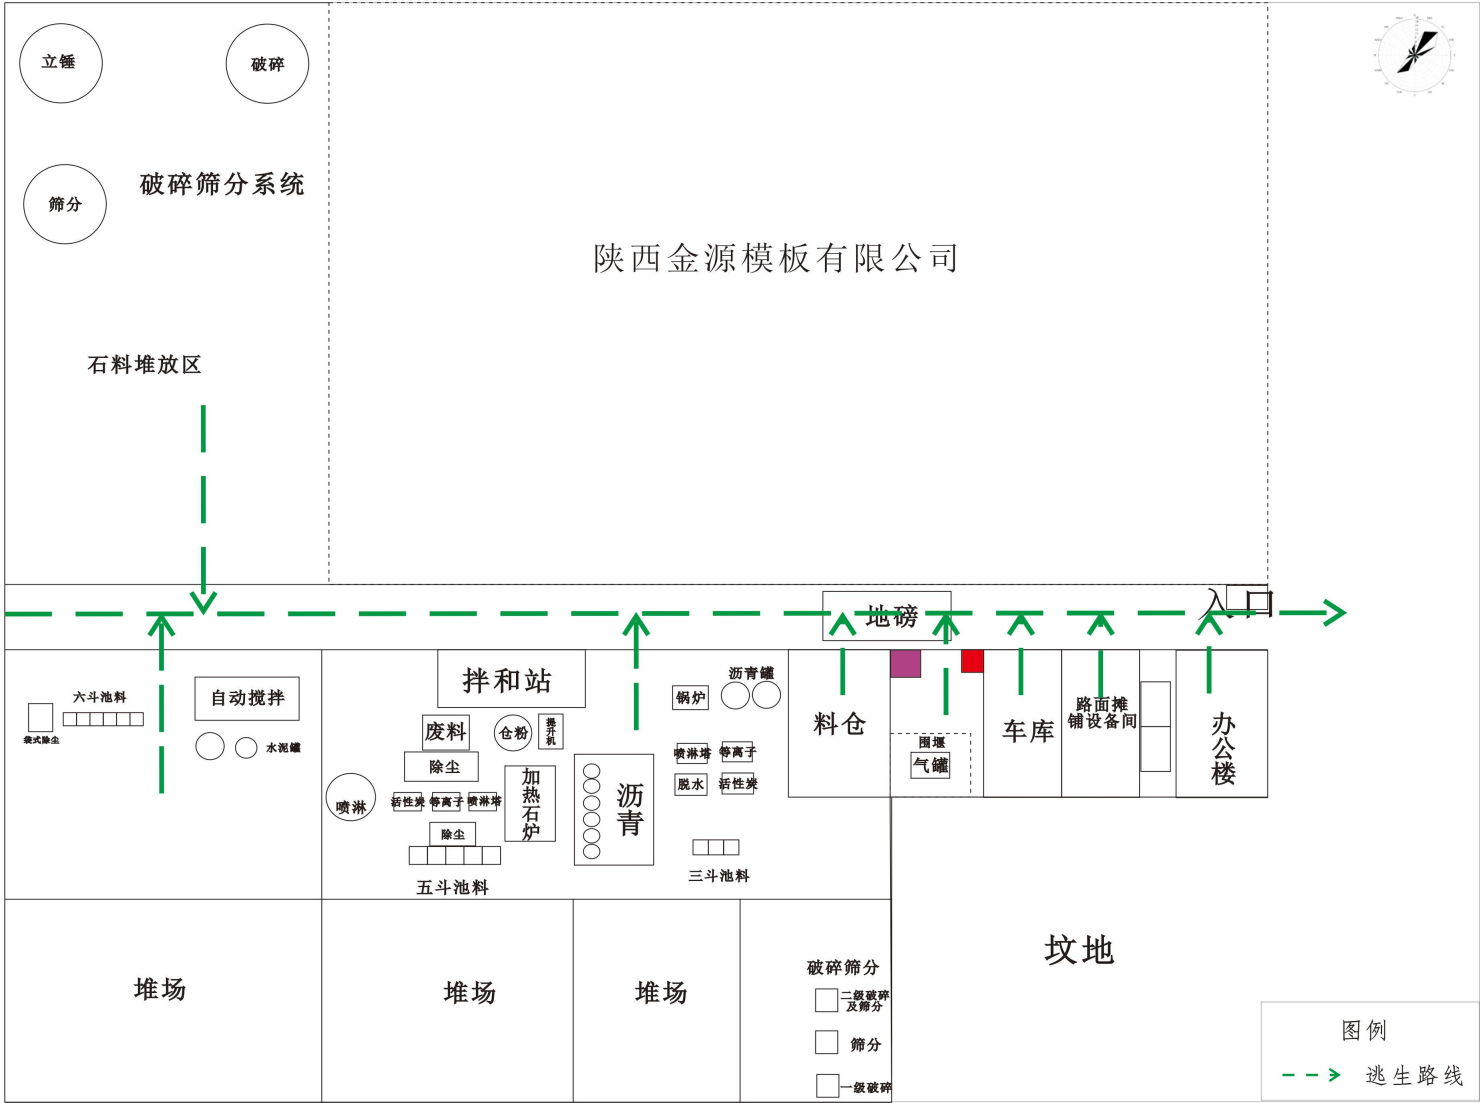 立锤
破碎
筛分
破碎筛分系统
陕西金源模板有限公司
石料堆放区
入口
地磅
六斗池料
袋式除尘
自动搅拌
水泥罐
拌和站
废料
仓粉
提升机
除尘
喷淋
活性炭
等离子
喷淋塔
除尘
加热石炉
五斗池料
沥青
沥青罐
锅炉
喷淋塔
等离子
脱水
活性炭
三斗池料
料仓
围堰
气罐
车库
路面摊
铺设备间
办公楼
堆场
堆场
堆场
破碎筛分
二级破碎
及筛分
筛分
一级破碎
坟地
图例
逃生路线